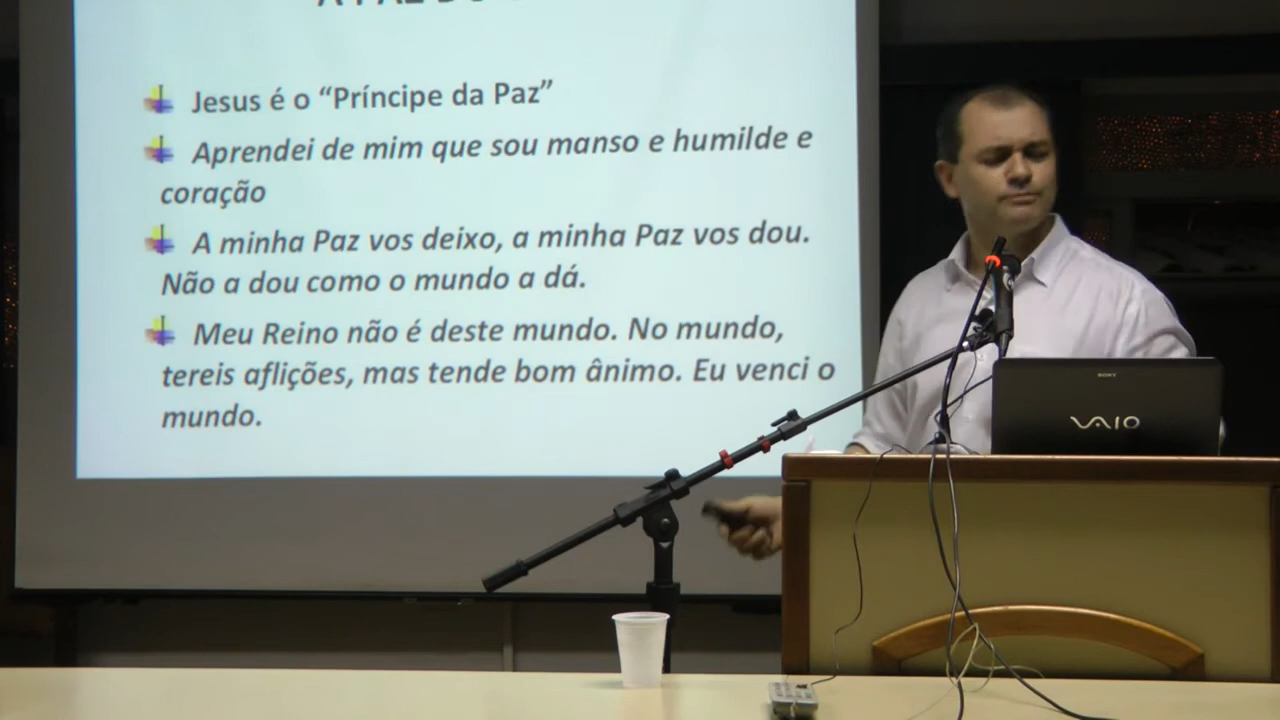 Jesus é o “Príncipe da Paz”
Aprendei de mim que sou manso e humilde e
coração
A minha Paz vos deixo, a minha Paz vos dou.
Não a dou como o mundo a dá.
Meu Reino não é deste mundo. No mundo,
tereis aflições, mas tende bom ânimo. Eu venci o
mundo.
SONY
VAIO